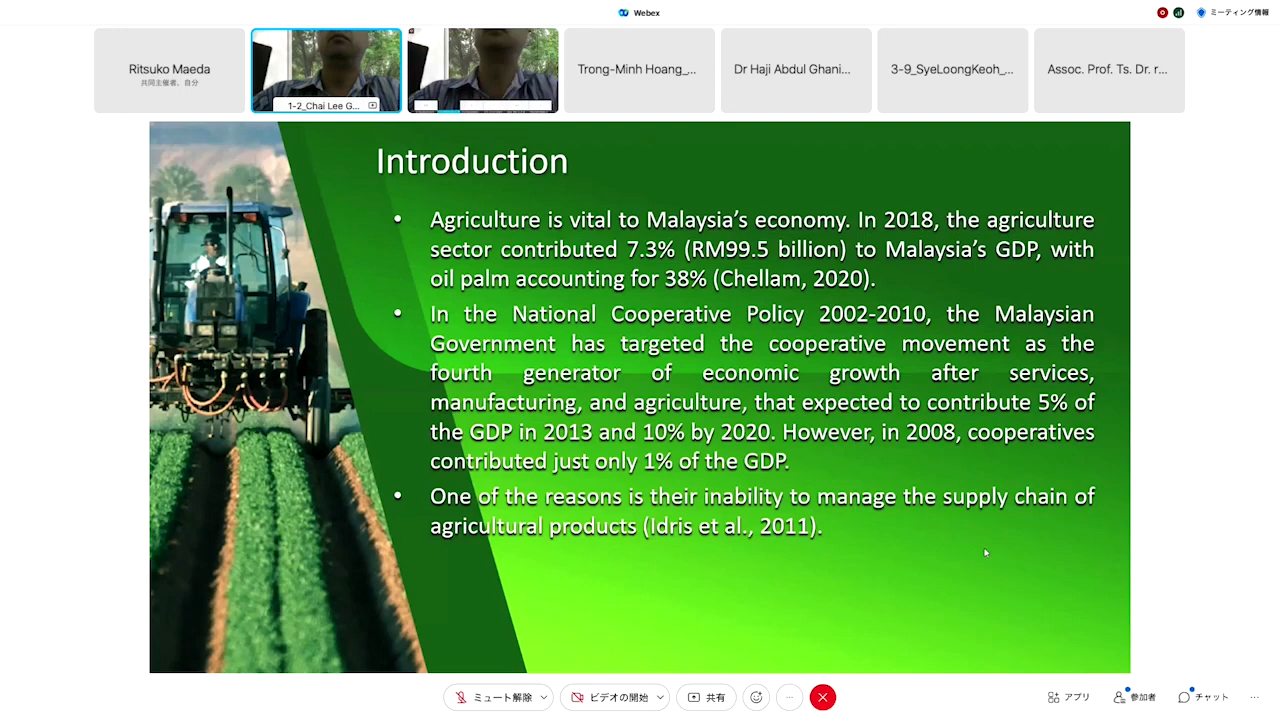 Webex
ミーティング情報
Ritsuko Maeda
共同主催者、自分
1-2_Chai Lee G...
Trong-Minh Hoang_...
Dr Haji Abdul Ghani...
3-9_SyeLoongKeoh_...
Assoc. Prof. Ts. Dr. r...
Introduction
• Agriculture is vital to Malaysia's economy. In 2018, the agriculture
sector contributed 7.3% (RM99.5 billion) to Malaysia's GDP, with
oil palm accounting for 38% (Chellam, 2020).
• In the National Cooperative Policy 2002-2010, the Malaysian
Government has targeted the cooperative movement as the
fourth generator of economic growth after services,
manufacturing, and agriculture, that expected to contribute 5% of
the GDP in 2013 and 10% by 2020. However, in 2008, cooperatives
contributed just only 1% of the GDP.
• One of the reasons is their inability to manage the supply chain of
agricultural products (Idris et al., 2011).
ミュート解除
ビデオの開始
共有
アプリ
参加者
チャット